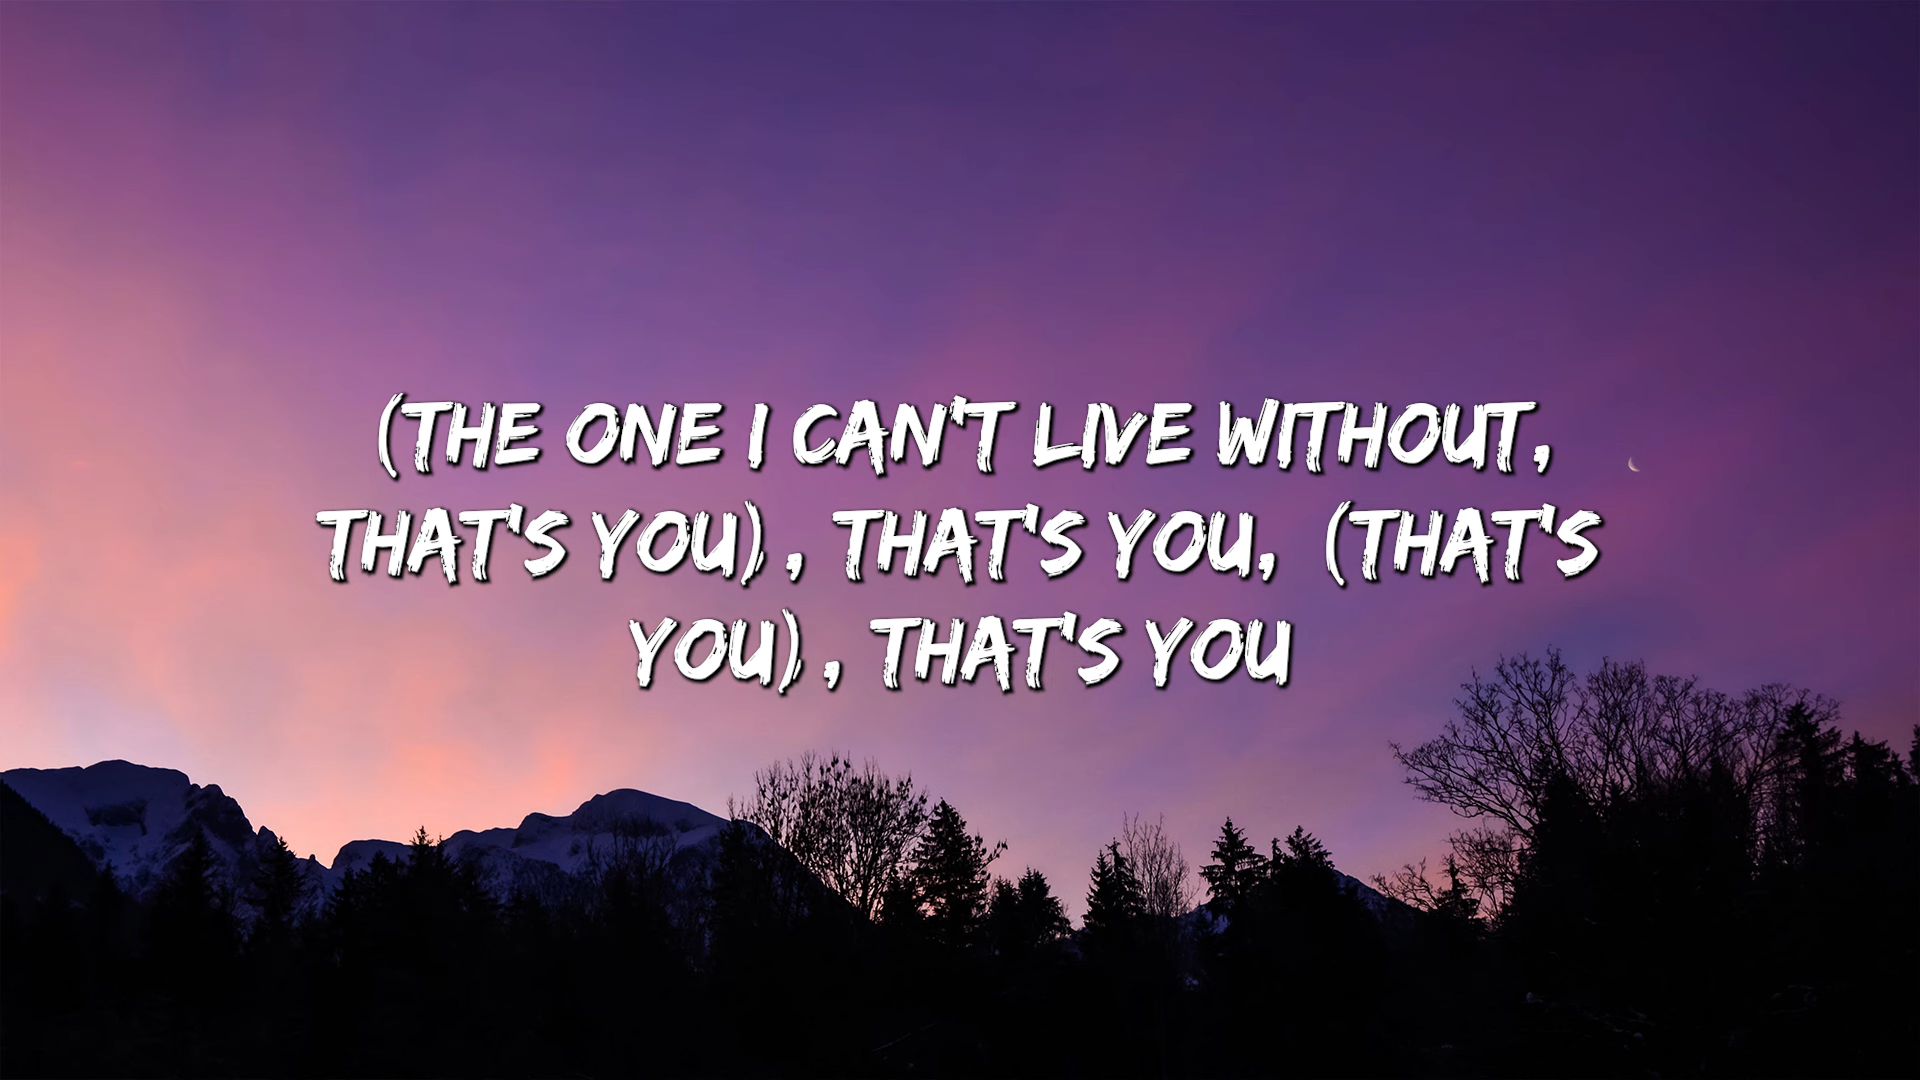 (THE ONE I CAN'T LIVE WITHOUT,
THAT'S YOU), THAT'S YOU, (THAT'S
YOU), THAT'S YOU